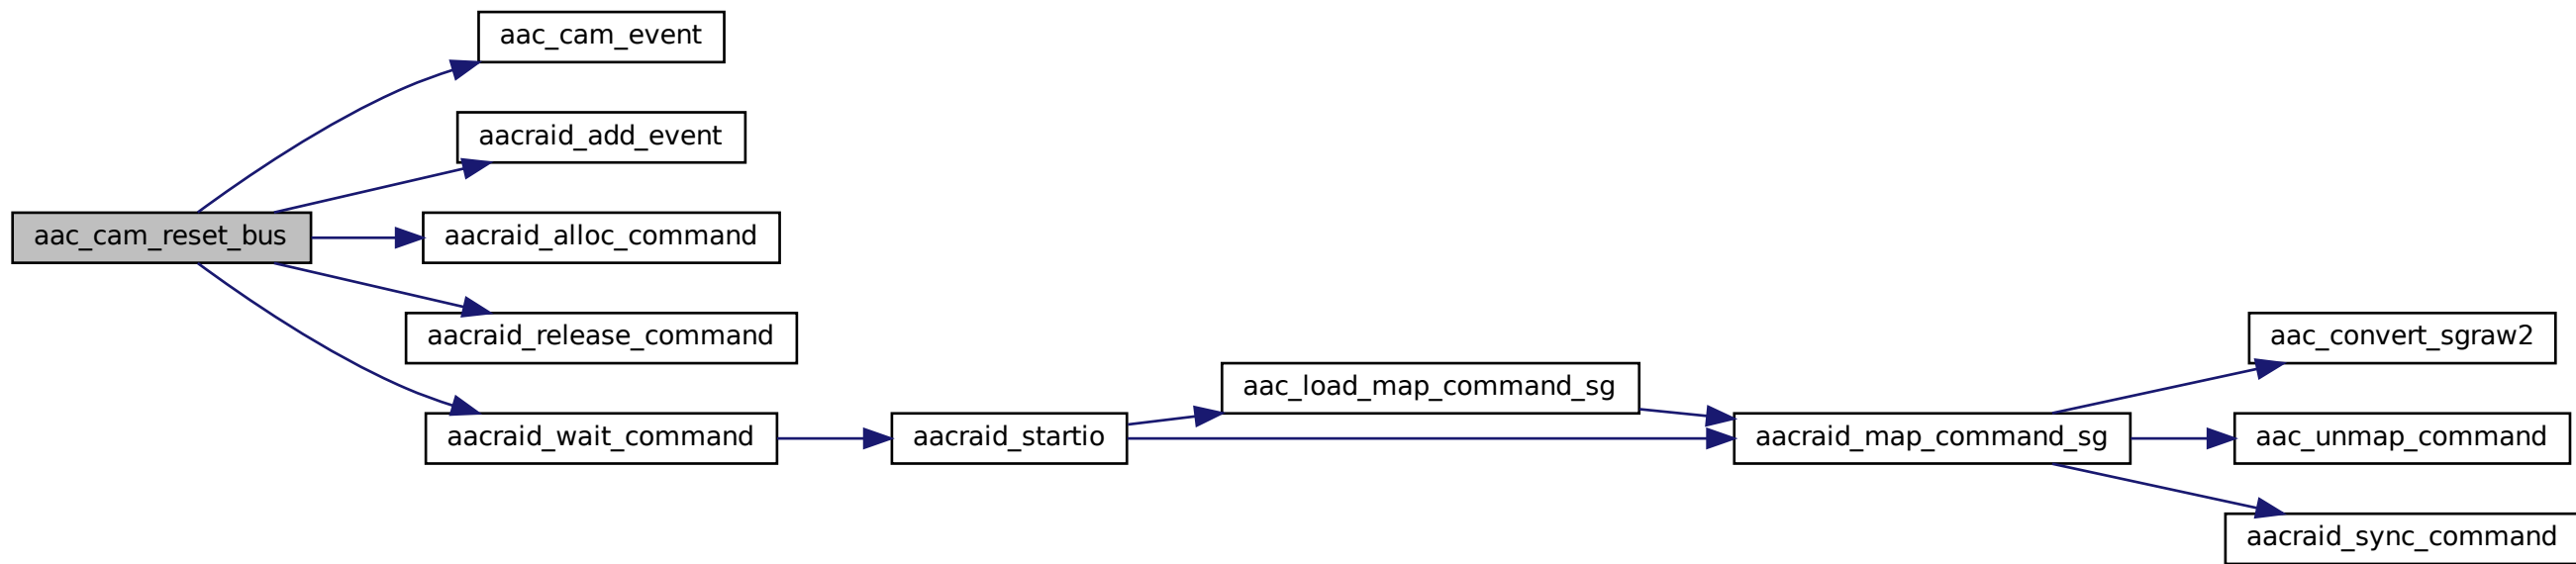 aac_cam_event
aacraid_add_event
aac_cam_reset_bus
aacraid_alloc_command
aacraid_release_command
aac_convert_sgraw2
aac_load_map_command_sg
aacraid_wait_command
aacraid_startio
aacraid_map_command_sg
aac_unmap_command
aacraid_sync_command